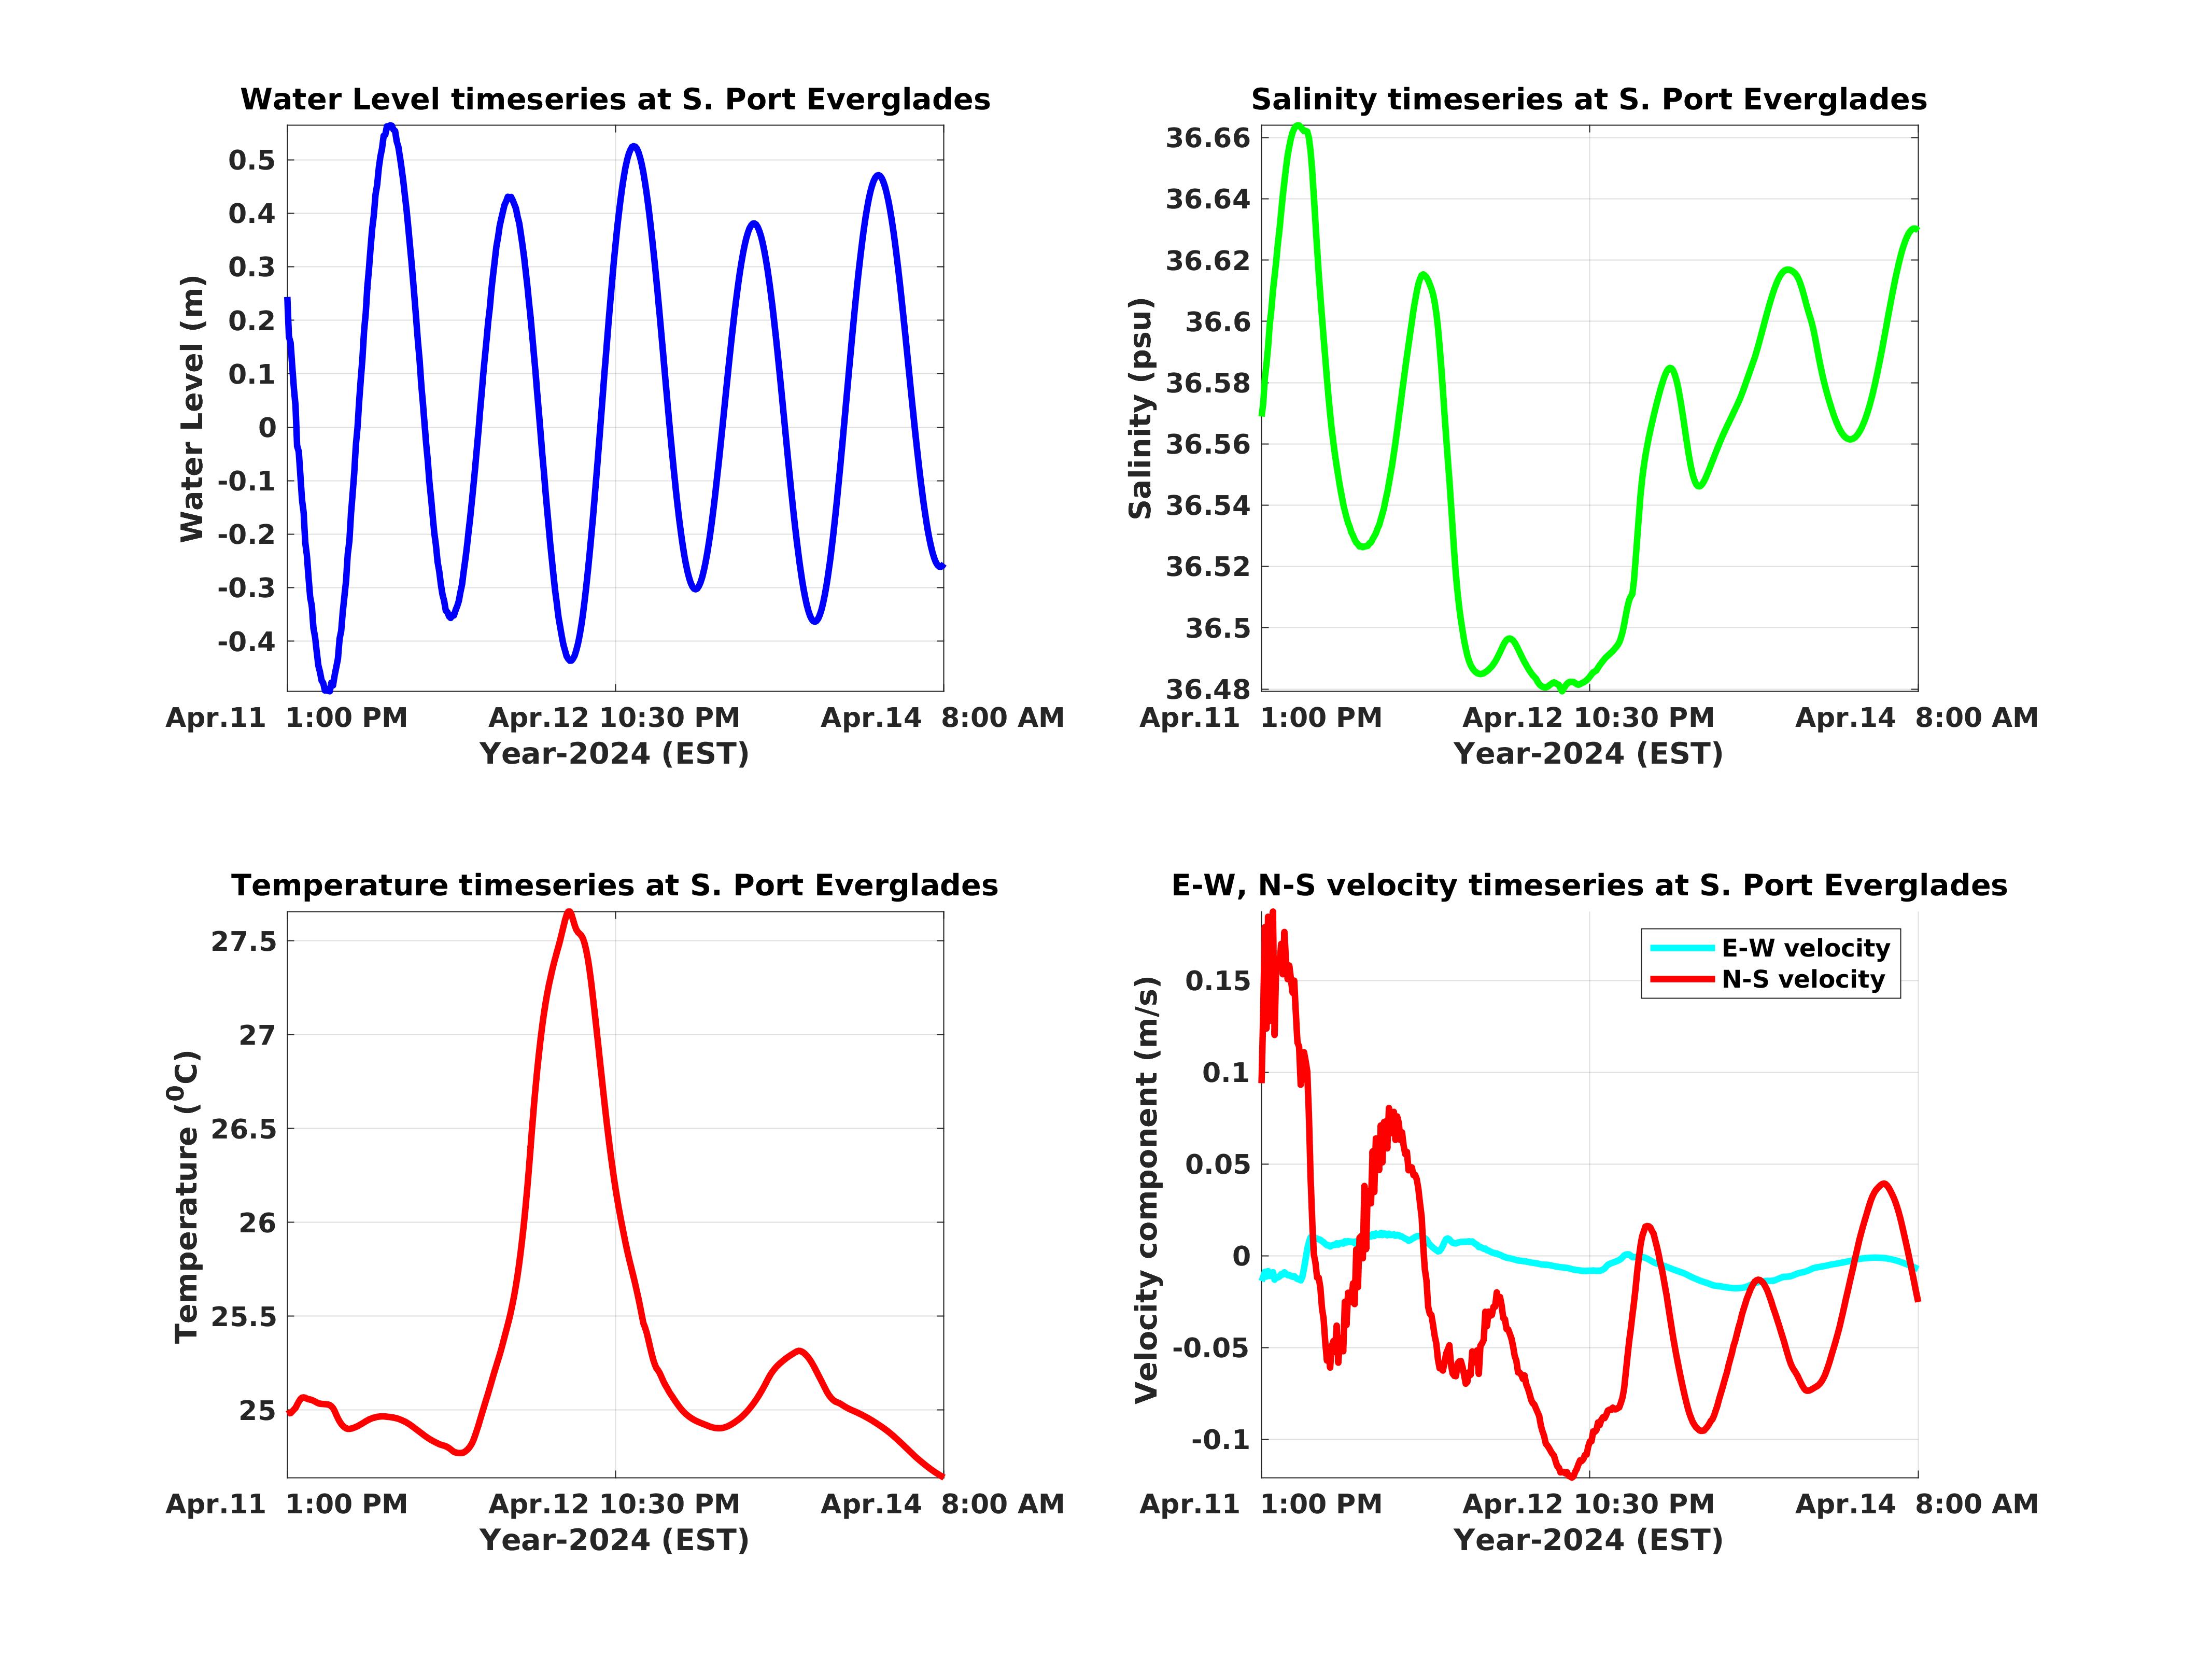 Water Level timeseries at S. Port Everglades
Water Level (m)
0.5
0.4
0.3
0.2
0.1
0
-0.1
-0.2
-0.3
-0.4
Apr.11 1:00 PM
Apr.12 10:30 PM
Apr.14 8:00 AM
Year-2024 (EST)
Salinity timeseries at S. Port Everglades
Salinity (psu)
36.66
36.64
36.62
36.6
36.58
36.56
36.54
36.52
36.5
36.48
Apr.11 1:00 PM
Apr.12 10:30 PM
Apr.14 8:00 AM
Year-2024 (EST)
Temperature timeseries at S. Port Everglades
Temperature (⁰C)
27.5
27
26.5
26
25.5
25
Apr.11 1:00 PM
Apr.12 10:30 PM
Apr.14 8:00 AM
Year-2024 (EST)
E-W, N-S velocity timeseries at S. Port Everglades
Velocity component (m/s)
0.15
0.1
0.05
0
-0.05
-0.1
E-W velocity
N-S velocity
Apr.11 1:00 PM
Apr.12 10:30 PM
Apr.14 8:00 AM
Year-2024 (EST)